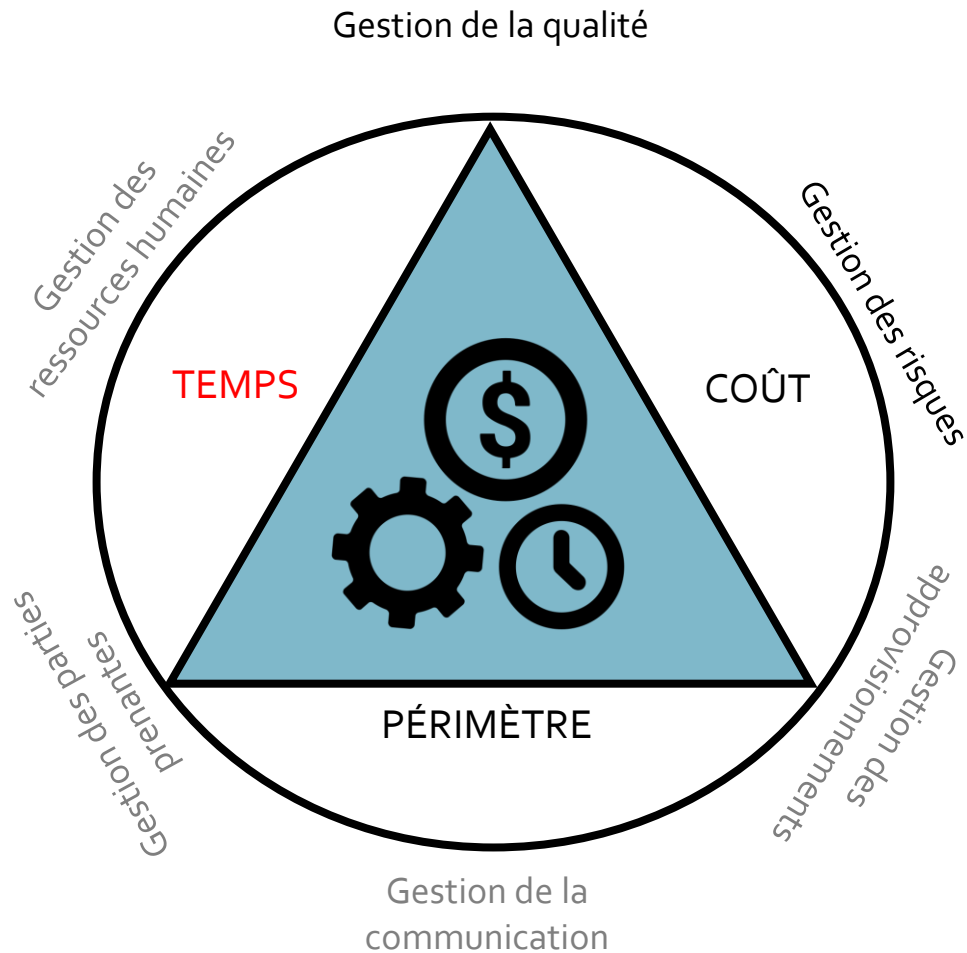 Gestion de la qualité
Gestion des
ressources humaines
Gestion des risques
TEMPS
COÛT
$
Gestion des parties
prenantes
Gestion des
approvisionnements
PÉRIMÈTRE
Gestion de la
communication